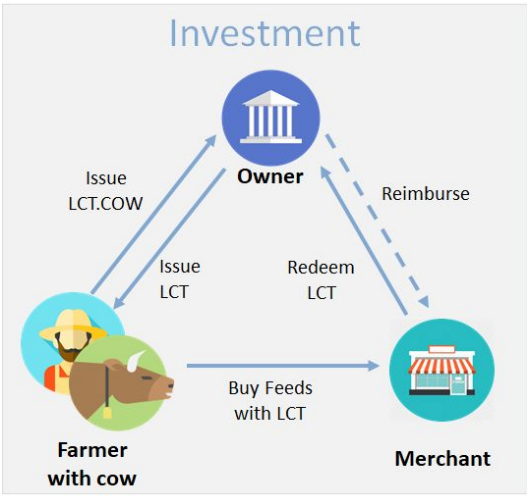 Investment
Owner
Issue
LCT.COW
Reimburse
Issue
LCT
Redeem
LCT
Buy Feeds
with LCT
Farmer
with cow
Merchant